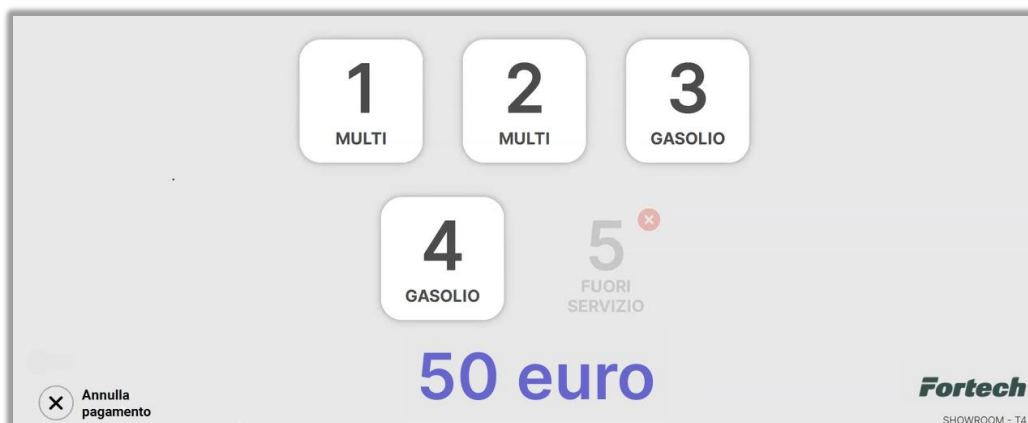 1
MULTI
2
MULTI
3
GASOLIO
4
GASOLIO
5
FUORI
SERVIZIO
50 euro
Annulla
pagamento
Fortech
SHOWROOM - T4